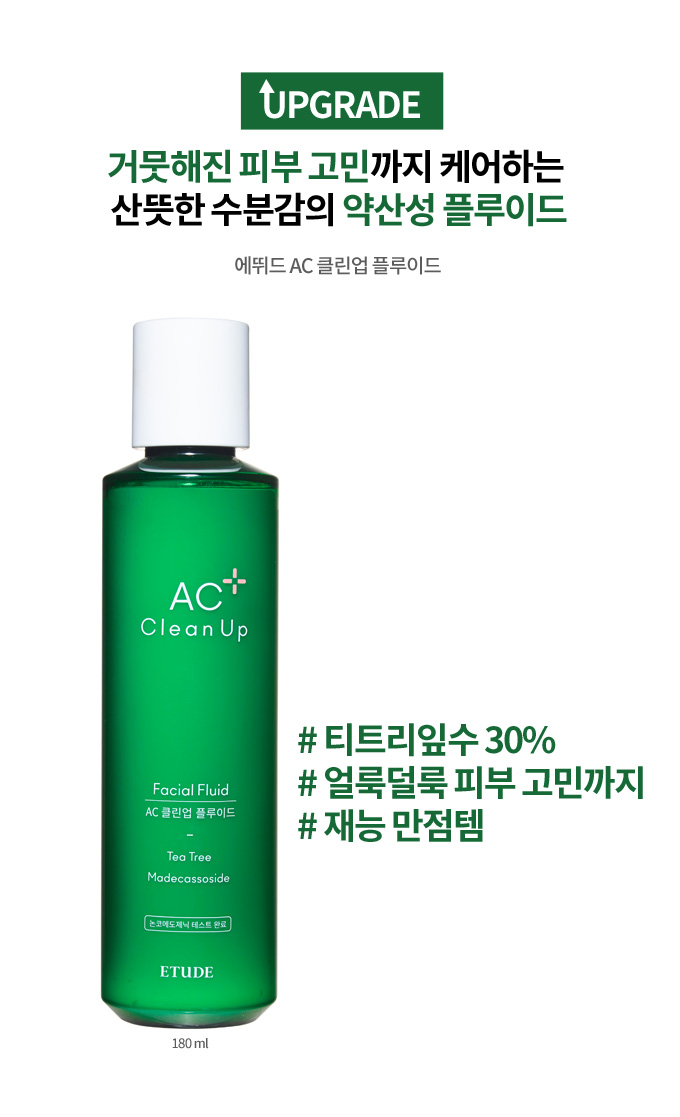 UPGRADE
거뭇해진 피부 고민까지 케어하는
산뜻한 수분감의 약산성 플루이드
에뛰드 AC 클린업 플루이드
AC+
Clean Up
Facial Fluid
AC 클린업 플루이드
–
Tea Tree
Madecassoside
논코메도제닉 테스트 완료
ETUDE
# 티트리잎수 30%
# 얼룩덜룩 피부 고민까지
# 재능 만점템
180 ml